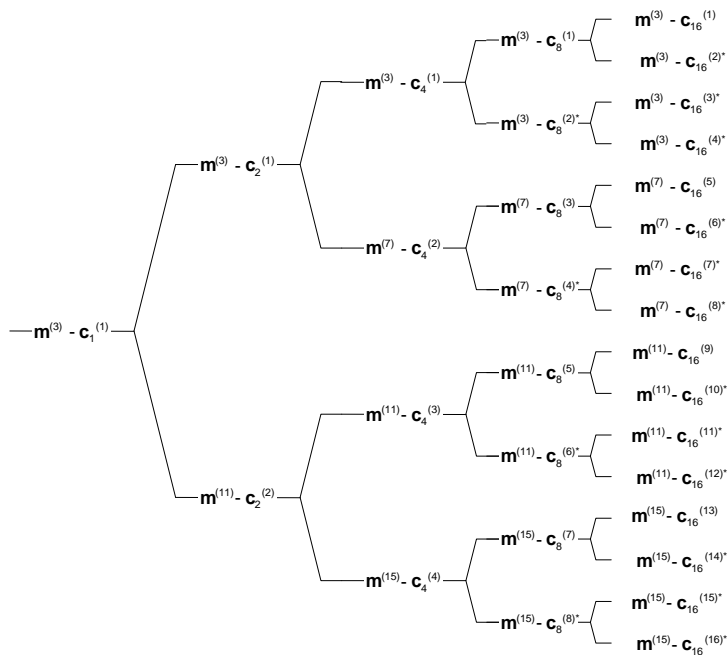 m⁽³⁾ - c₁₆⁽¹⁾
m⁽³⁾ - c₈⁽¹⁾
m⁽³⁾ - c₁₆⁽²⁾*
m⁽³⁾ - c₄⁽¹⁾
m⁽³⁾ - c₁₆⁽³⁾*
m⁽³⁾ - c₈⁽²⁾*
m⁽³⁾ - c₁₆⁽⁴⁾*
m⁽³⁾ - c₂⁽¹⁾
m⁽⁷⁾ - c₁₆⁽⁵⁾
m⁽⁷⁾ - c₈⁽³⁾
m⁽⁷⁾ - c₁₆⁽⁶⁾*
m⁽⁷⁾ - c₄⁽²⁾
m⁽⁷⁾ - c₁₆⁽⁷⁾*
m⁽⁷⁾ - c₈⁽⁴⁾*
m⁽⁷⁾ - c₁₆⁽⁸⁾*
m⁽³⁾ - c₁⁽¹⁾
m⁽¹¹⁾ - c₁₆⁽⁹⁾
m⁽¹¹⁾ - c₈⁽⁵⁾
m⁽¹¹⁾ - c₁₆⁽¹⁰⁾*
m⁽¹¹⁾ - c₄⁽³⁾
m⁽¹¹⁾ - c₁₆⁽¹¹⁾*
m⁽¹¹⁾ - c₈⁽⁶⁾*
m⁽¹¹⁾ - c₁₆⁽¹²⁾*
m⁽¹¹⁾ - c₂⁽²⁾
m⁽¹⁵⁾ - c₁₆⁽¹³⁾
m⁽¹⁵⁾ - c₈⁽⁷⁾
m⁽¹⁵⁾ - c₁₆⁽¹⁴⁾*
m⁽¹⁵⁾ - c₄⁽⁴⁾
m⁽¹⁵⁾ - c₁₆⁽¹⁵⁾*
m⁽¹⁵⁾ - c₈⁽⁸⁾*
m⁽¹⁵⁾ - c₁₆⁽¹⁶⁾*